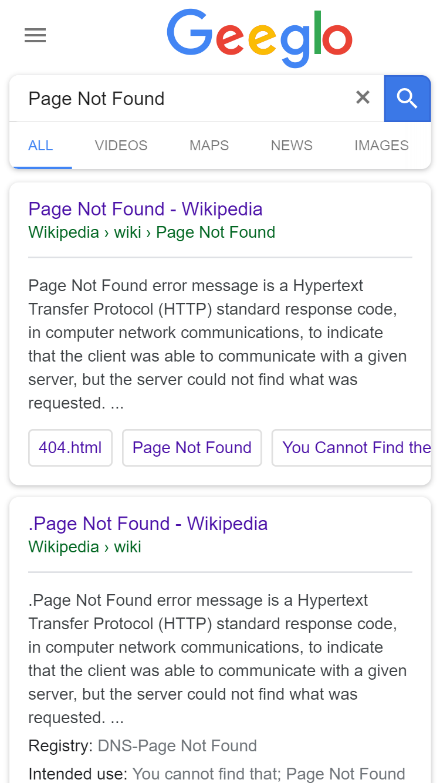 Geeglo
Page Not Found
ALL VIDEOS MAPS NEWS IMAGES
Page Not Found - Wikipedia
Wikipedia › wiki › Page Not Found
Page Not Found error message is a Hypertext
Transfer Protocol (HTTP) standard response code,
in computer network communications, to indicate
that the client was able to communicate with a given
server, but the server could not find what was
requested. ...
404.html Page Not Found You Cannot Find the
.Page Not Found - Wikipedia
Wikipedia › wiki
.Page Not Found error message is a Hypertext
Transfer Protocol (HTTP) standard response code,
in computer network communications, to indicate
that the client was able to communicate with a given
server, but the server could not find what was
requested. ...
Registry: DNS-Page Not Found
Intended use: You cannot find that; Page Not Found